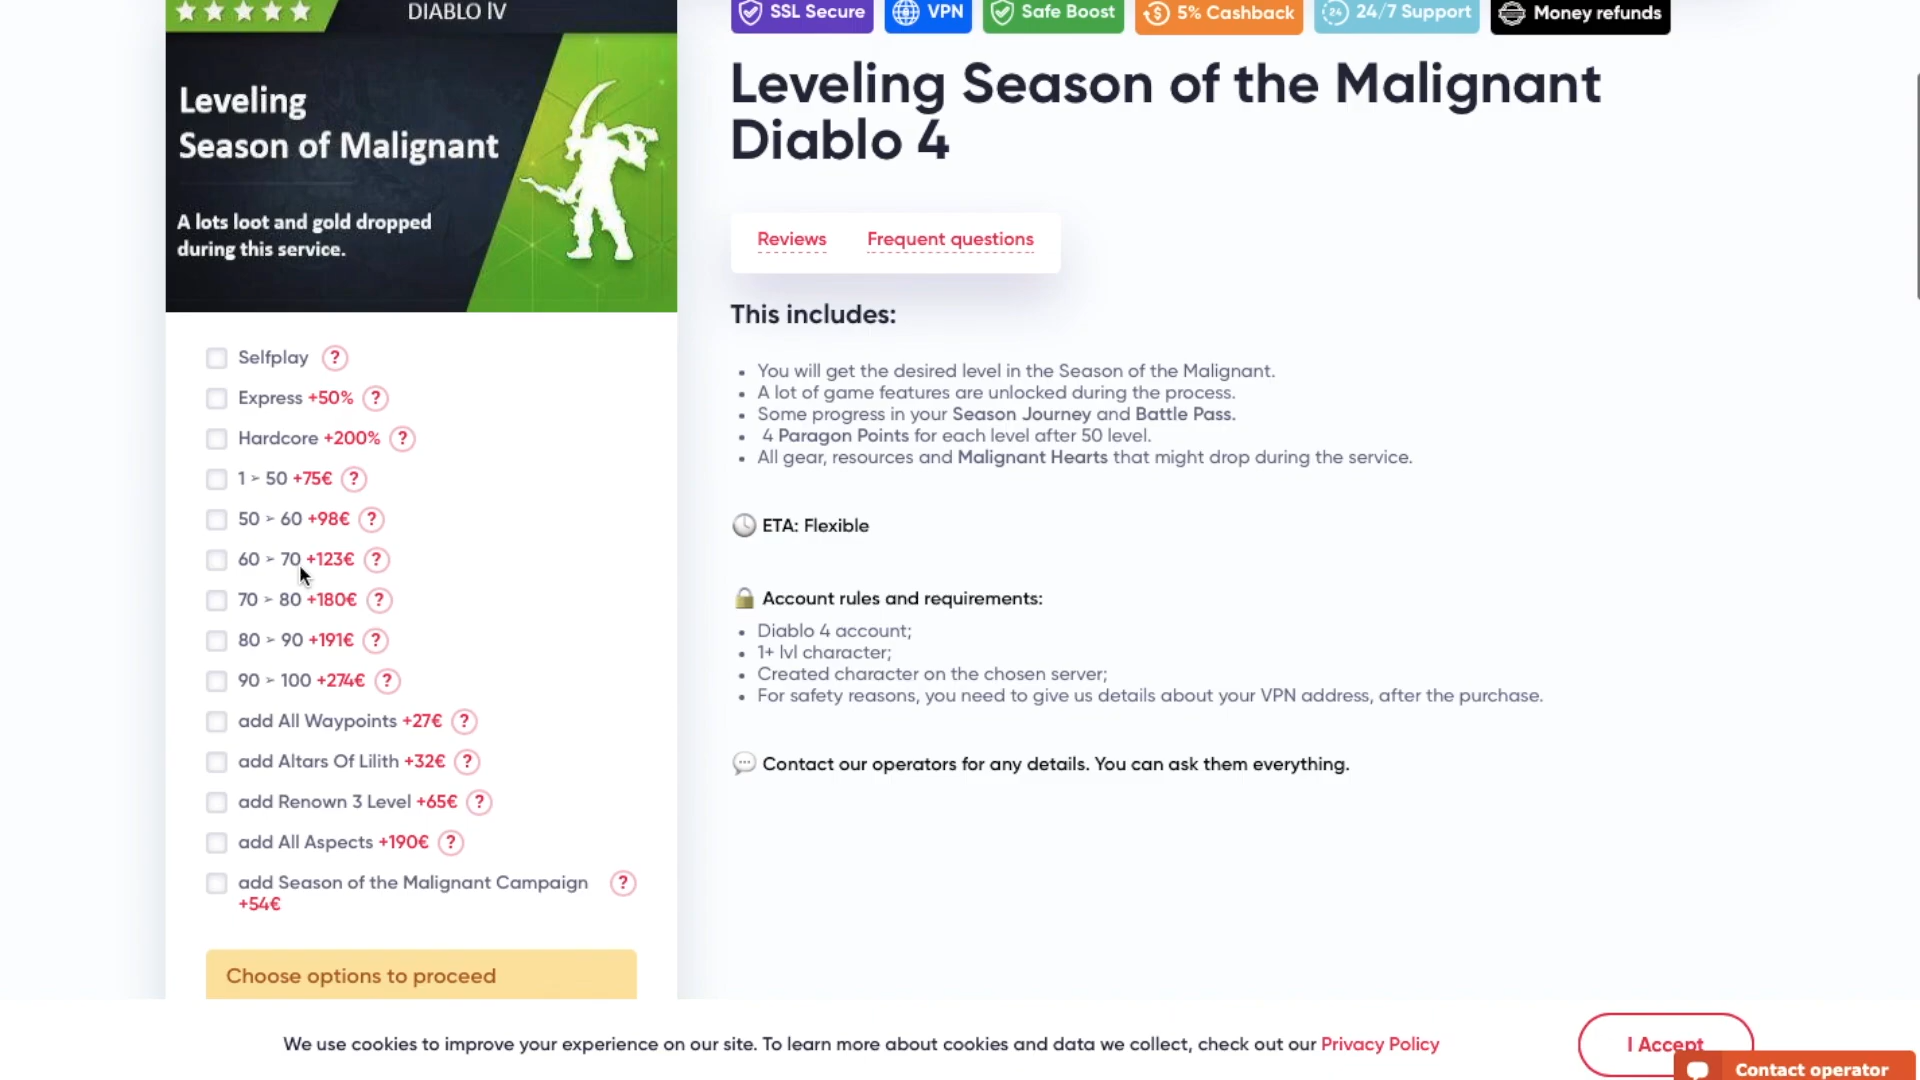 DIABLO IV
Leveling
Season of Malignant
A lots loot and gold dropped
during this service.
Selfplay ?
Express +50% ?
Hardcore +200% ?
1 > 50 +75€ ?
50 > 60 +98€ ?
60 > 70 +123€ ?
70 > 80 +180€ ?
80 > 90 +191€ ?
90 > 100 +274€ ?
add All Waypoints +27€ ?
add Altars Of Lilith +32€ ?
add Renown 3 Level +65€ ?
add All Aspects +190€ ?
add Season of the Malignant Campaign ?
+54€
Choose options to proceed
SSL Secure VPN Safe Boost $ 5% Cashback 24 24/7 Support Money refunds
Leveling Season of the Malignant
Diablo 4
Reviews Frequent questions
This includes:
• You will get the desired level in the Season of the Malignant.
• A lot of game features are unlocked during the process.
• Some progress in your Season Journey and Battle Pass.
• 4 Paragon Points for each level after 50 level.
• All gear, resources and Malignant Hearts that might drop during the service.
ETA: Flexible
Account rules and requirements:
• Diablo 4 account;
• 1+ lvl character;
• Created character on the chosen server;
• For safety reasons, you need to give us details about your VPN address, after the purchase.
Contact our operators for any details. You can ask them everything.
We use cookies to improve your experience on our site. To learn more about cookies and data we collect, check out our Privacy Policy
I Accept
Contact operator